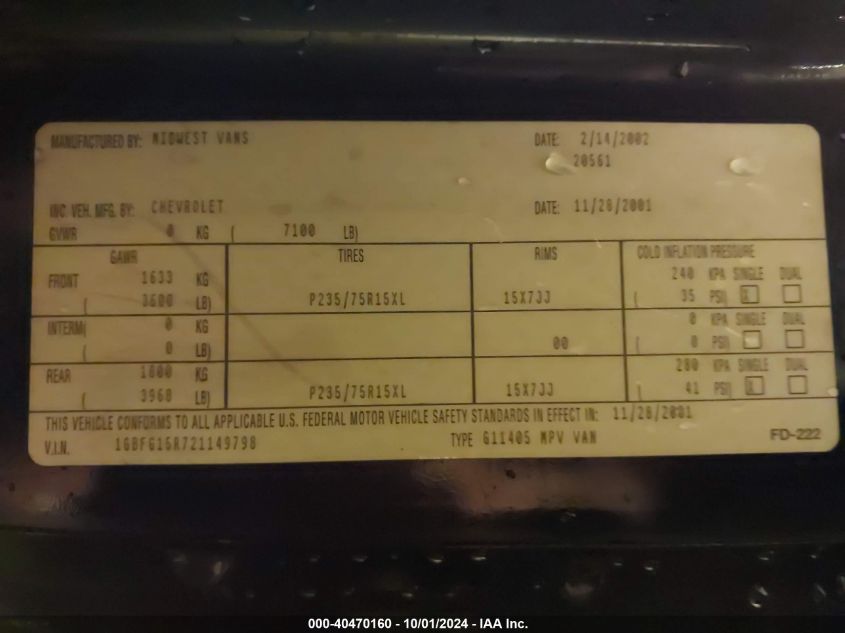 MANUFACTURED BY: MIDWEST VANS DATE: 2/14/2002
20561
INC. VEH. MFG. BY: CHEVROLET DATE: 11/28/2001
GVWR 0 KG ( 7100 LB)
GAWR TIRES RIMS COLD INFLATION PRESSURE
FRONT 1633 KG 240 KPA SINGLE DUAL
( 3600 LB) P235/75R15XL 15X7JJ ( 35 PSI) X
INTERM( 0 KG 0 KPA SINGLE DUAL
( 0 LB) 00 ( 0 PSI)
REAR 1800 KG 280 KPA SINGLE DUAL
( 3968 LB) P235/75R15XL 15X7JJ ( 41 PSI) X
THIS VEHICLE CONFORMS TO ALL APPLICABLE U.S. FEDERAL MOTOR VEHICLE SAFETY STANDARDS IN EFFECT IN: 11/28/2001
V.I.N. 1GBFG15R721149798 TYPE G11405 MPV VAN FD-222
000-40470160 - 10/01/2024 - IAA Inc.